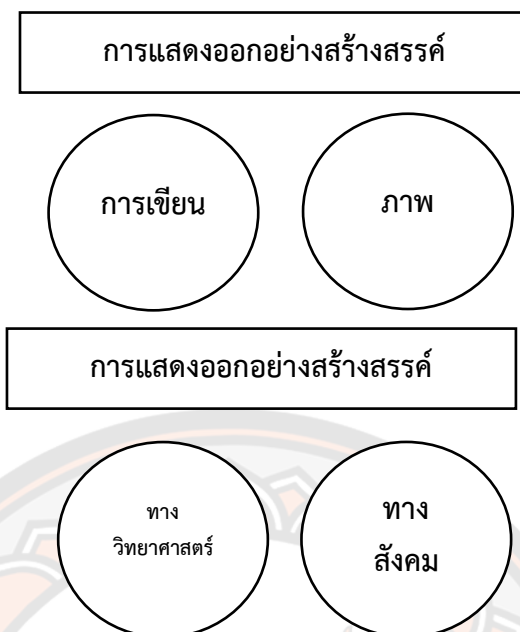 การแสดงออกอย่างสร้างสรรค์
การเขียน
ภาพ
การแสดงออกอย่างสร้างสรรค์
ทาง
วิทยาศาสตร์
ทาง
สังคม